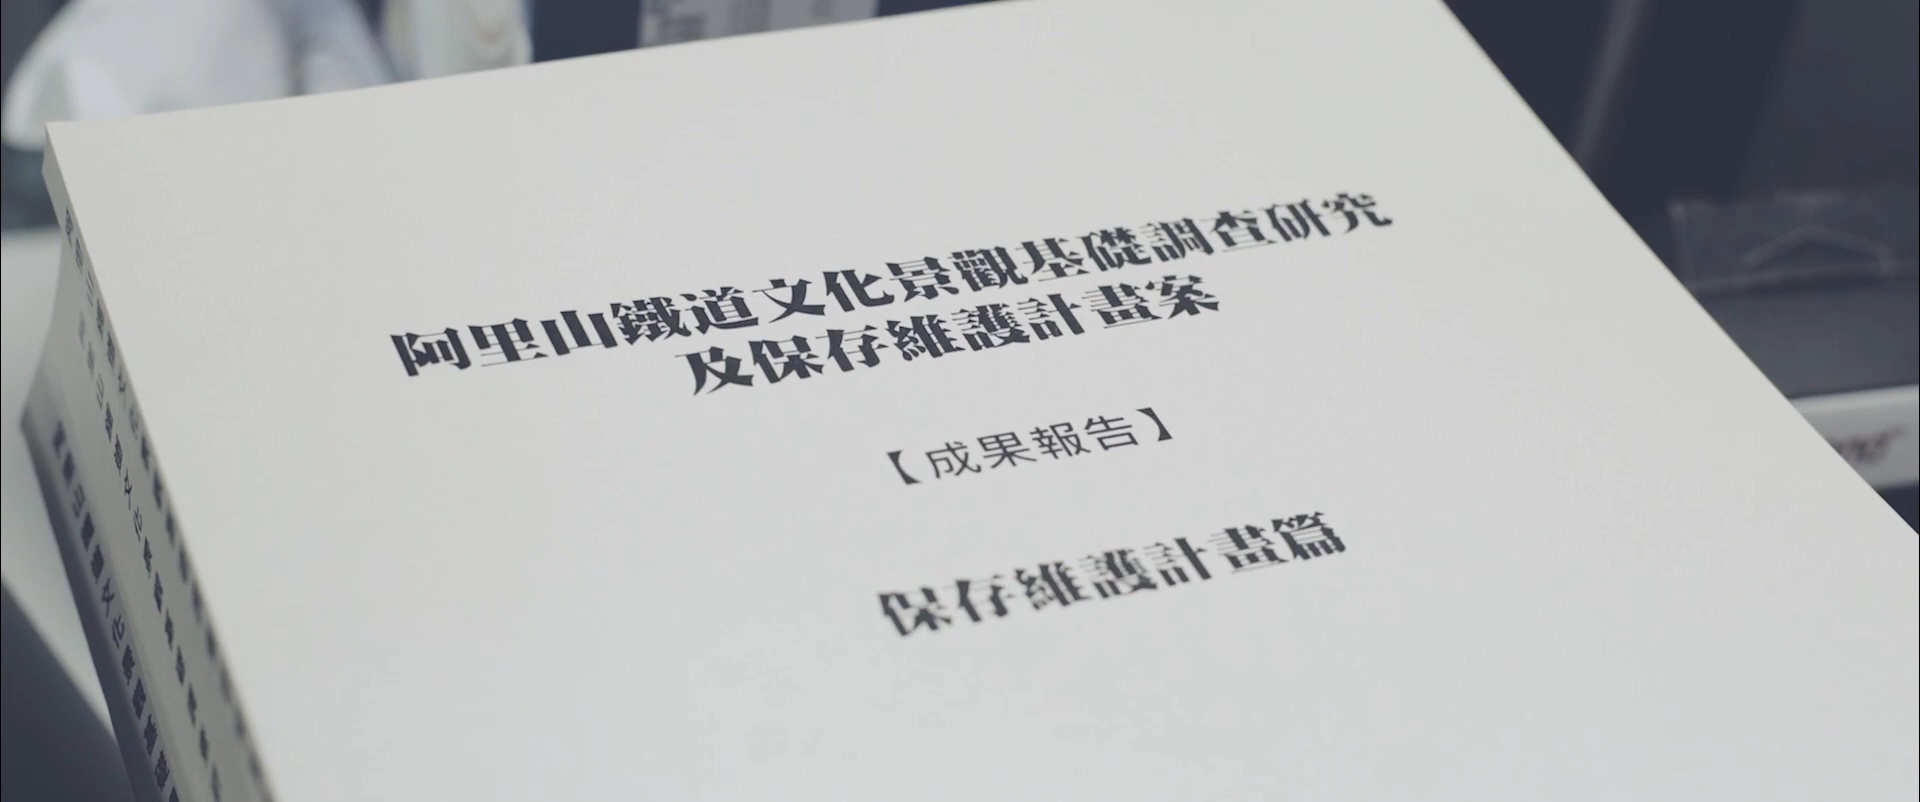 阿里山鐵道文化景觀基礎調查研究
及保存維護計畫案
【成果報告】
保存維護計畫篇